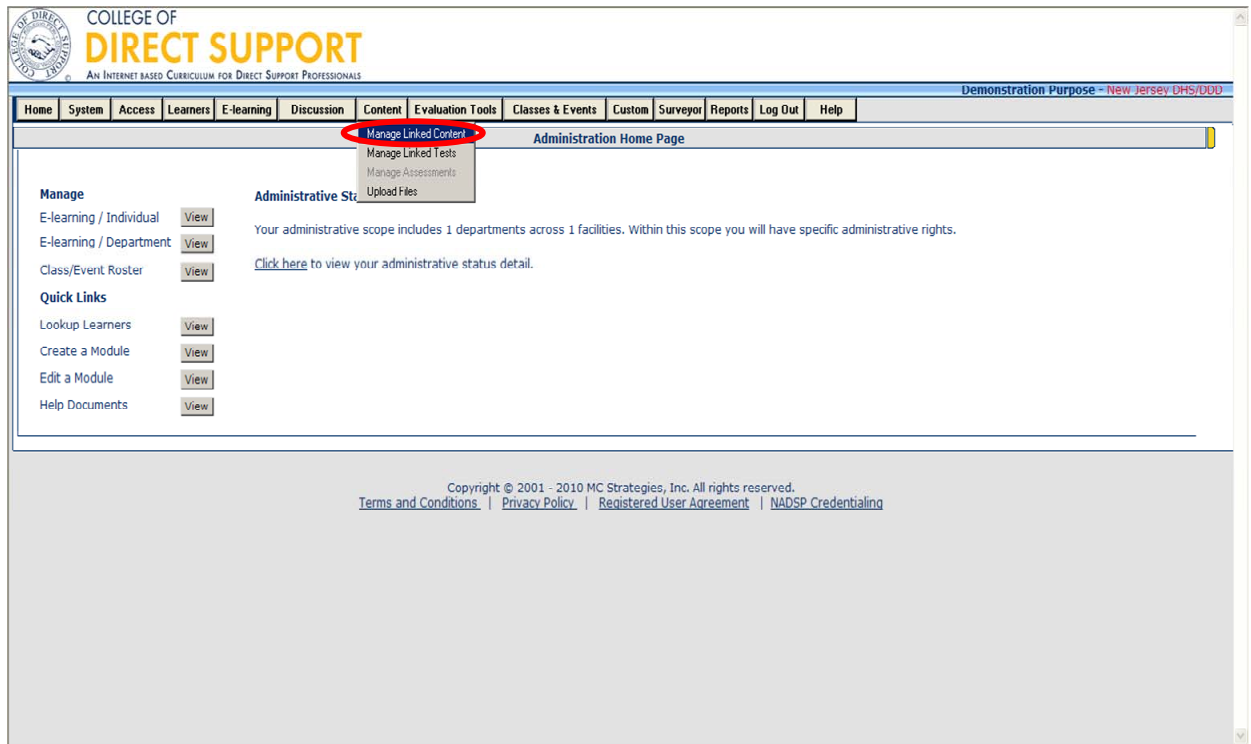 COLLEGE OF
DIRECT SUPPORT
AN INTERNET BASED CURRICULUM FOR DIRECT SUPPORT PROFESSIONALS
Demonstration Purpose - New Jersey DHS/DDD
Home System Access Learners E-learning Discussion Content Evaluation Tools Classes & Events Custom Surveyor Reports Log Out Help
Manage Linked Content
Manage Linked Tests
Manage Assessments
Upload Files
Administration Home Page
Manage
E-learning / Individual View
E-learning / Department View
Class/Event Roster View
Quick Links
Lookup Learners View
Create a Module View
Edit a Module View
Help Documents View
Administrative Sta
Your administrative scope includes 1 departments across 1 facilities. Within this scope you will have specific administrative rights.
Click here to view your administrative status detail.
Copyright © 2001 - 2010 MC Strategies, Inc. All rights reserved.
Terms and Conditions | Privacy Policy | Registered User Agreement | NADSP Credentialing